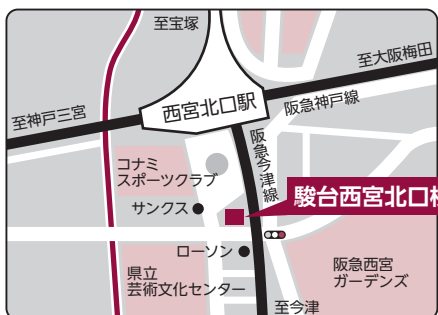 至宝塚
至大阪梅田
西宮北口駅
至神戸三宮
阪急神戸線
阪急今津線
コナミ
スポーツクラブ
サンクス
駿台西宮北口校
ローソン
県立
芸術文化センター
阪急西宮
ガーデンズ
至今津